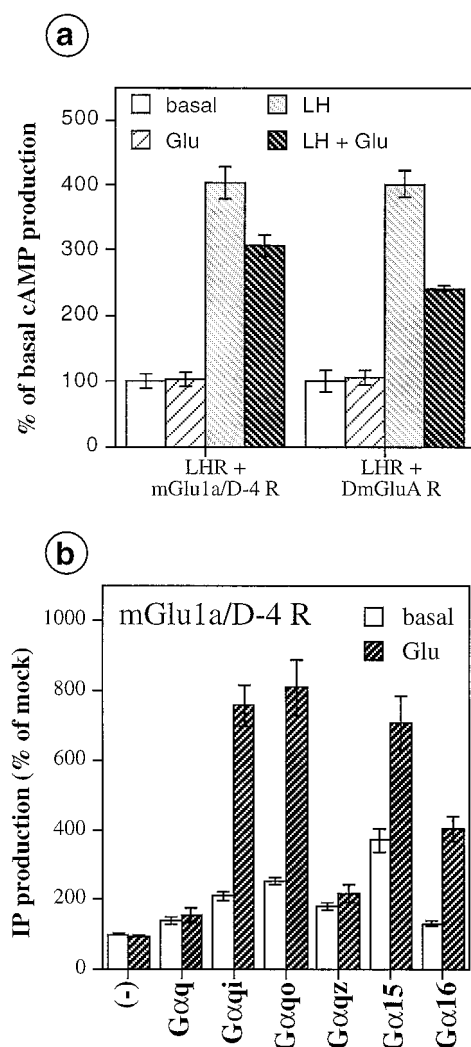 a
basal LH
Glu LH + Glu
500
400
300
200
100
0
% of basal cAMP production
LHR + LHR +
mGlu1a/D-4 R DmGluA R
b
mGlu1a/D-4 R
basal
Glu
1000
800
600
400
200
0
IP production (% of mock)
(-) Gαq Gαqi Gαqo Gαqz Gα15 Gα16